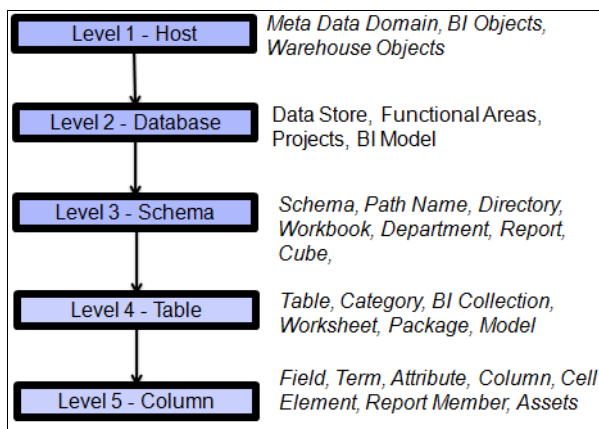 Level 1 - Host
Meta Data Domain, BI Objects,
Warehouse Objects
Level 2 - Database
Data Store, Functional Areas,
Projects, BI Model
Level 3 - Schema
Schema, Path Name, Directory,
Workbook, Department, Report,
Cube,
Level 4 - Table
Table, Category, BI Collection,
Worksheet, Package, Model
Level 5 - Column
Field, Term, Attribute, Column, Cell
Element, Report Member, Assets